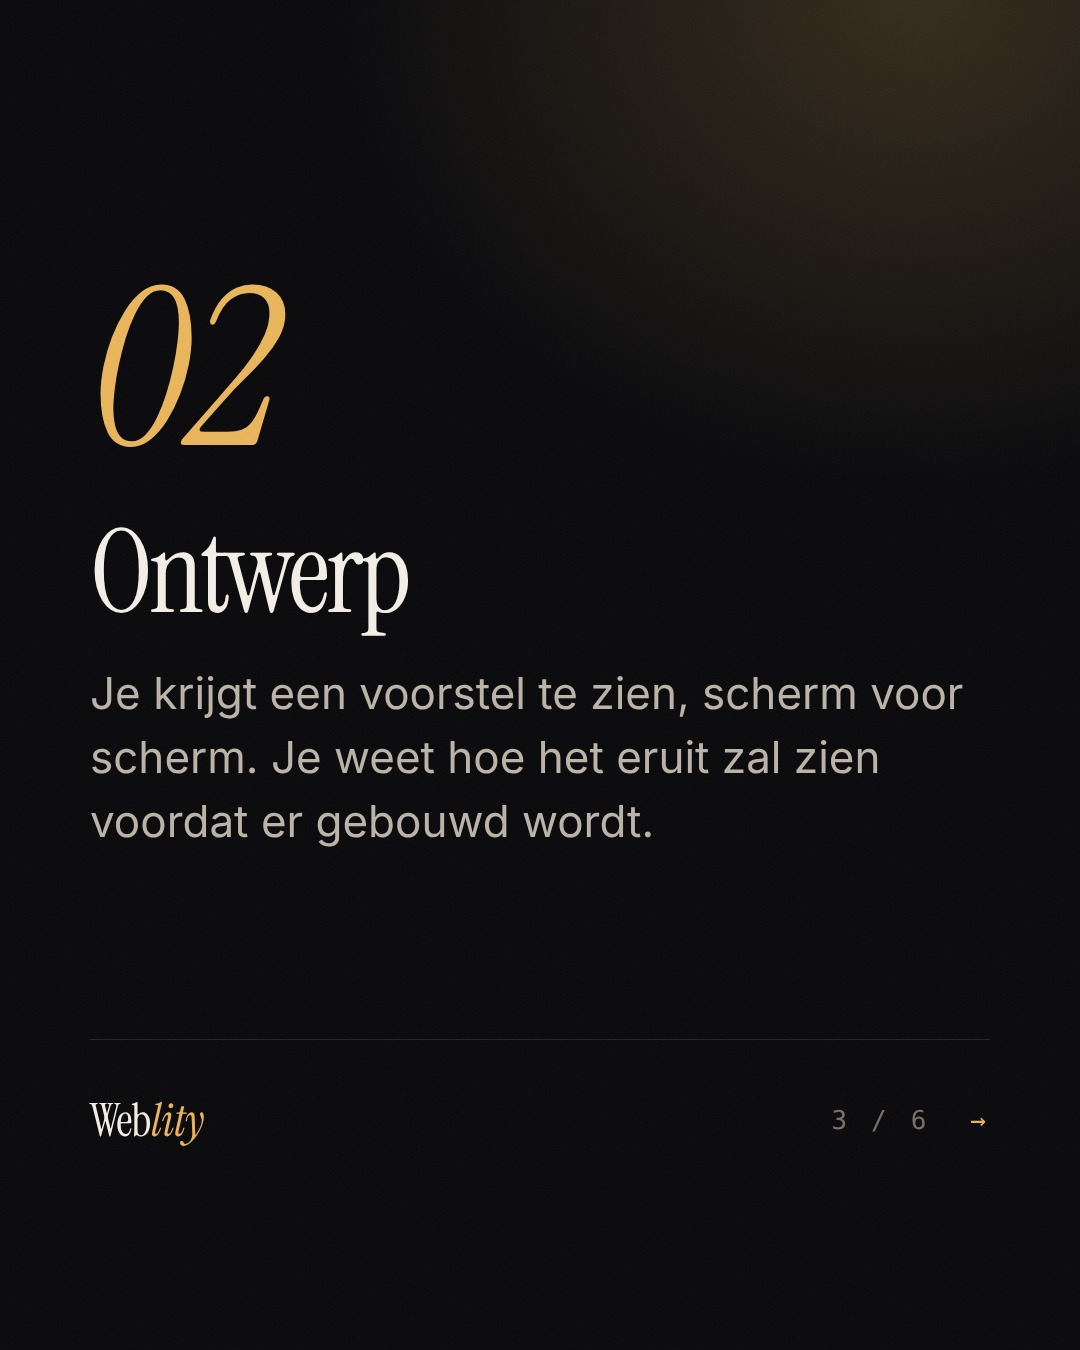 02
Ontwerp
Je krijgt een voorstel te zien, scherm voor
scherm. Je weet hoe het eruit zal zien
voordat er gebouwd wordt.
Weblity
3 / 6 →